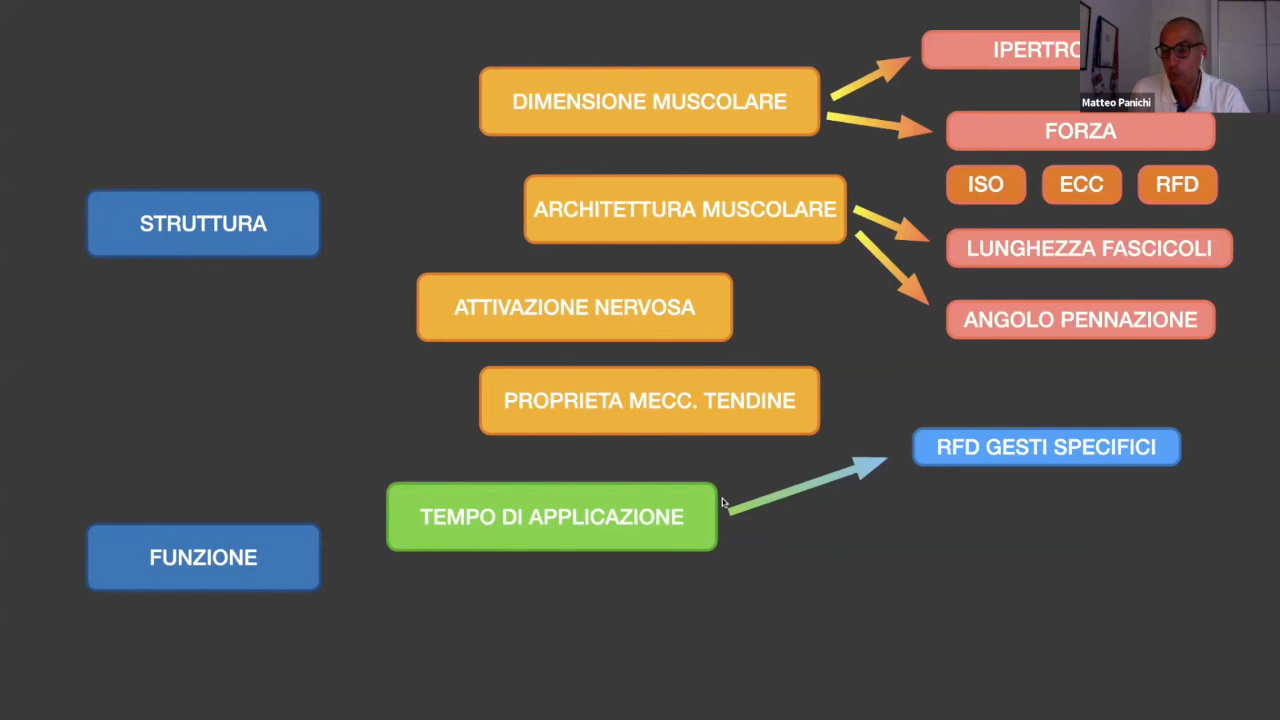 IPERTRO
DIMENSIONE MUSCOLARE
Matteo Panichi
FORZA
ISO ECC RFD
ARCHITETTURA MUSCOLARE
STRUTTURA
LUNGHEZZA FASCICOLI
ATTIVAZIONE NERVOSA
ANGOLO PENNAZIONE
PROPRIETA MECC. TENDINE
RFD GESTI SPECIFICI
TEMPO DI APPLICAZIONE
FUNZIONE